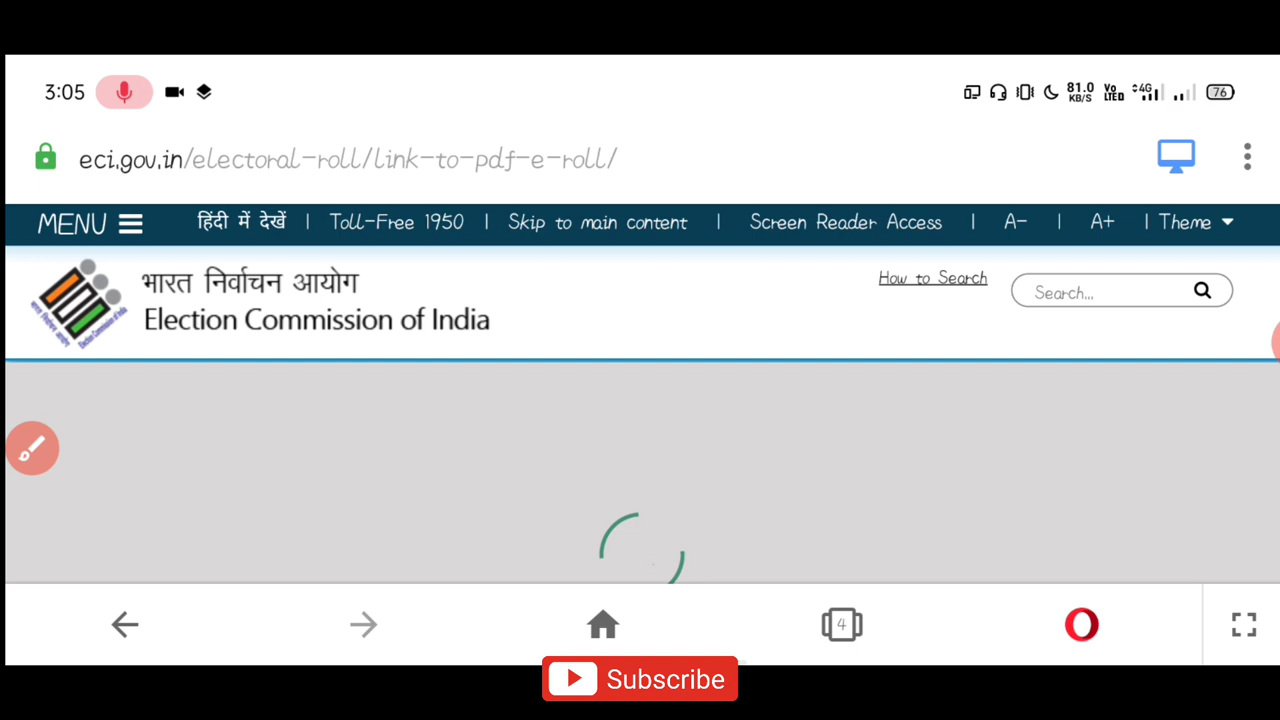 3:05 81.0 KB/S Vo LTE 4G 76
eci.gov.in/electoral-roll/link-to-pdf-e-roll/
MENU हिंदी में देखें | Toll-Free 1950 | Skip to main content | Screen Reader Access | A- | A+ | Theme
भारत निर्वाचन आयोग
Election Commission of India
How to Search
Search...
4
Subscribe